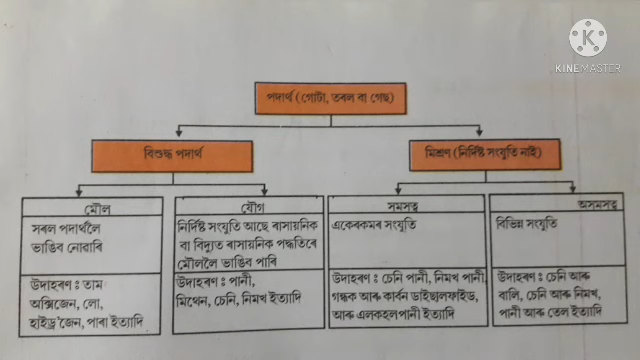 KINEMASTER
পদাৰ্থ (গোটা, তৰল বা গেছ)
বিশুদ্ধ পদাৰ্থ
মিশ্ৰণ (নিৰ্দিষ্ট সংযুতি নাই)
মৌল
সৰল পদাৰ্থলৈ
ভাঙিব নোৱাৰি
উদাহৰণ : তাম
অক্সিজেন, লো,
হাইড্ৰ'জেন, পাৰা ইত্যাদি
যৌগ
নিৰ্দিষ্ট সংযুতি আছে ৰাসায়নিক
বা বিদ্যুত ৰাসায়নিক পদ্ধতিৰে
মৌললৈ ভাঙিব পাৰি
উদাহৰণ : পানী,
মিথেন, চেনি, নিমখ ইত্যাদি
সমসত্ব
একেৰকমৰ সংযুতি
উদাহৰণ : চেনি পানী, নিমখ পানী
গন্ধক আৰু কাৰ্বন ডাইছালফাইড,
আৰু এলকহলপানী ইত্যাদি
অসমসত্ব
বিভিন্ন সংযুতি
উদাহৰণ : চেনি আৰু
বালি, চেনি আৰু নিমখ,
পানী আৰু তেল ইত্যাদি